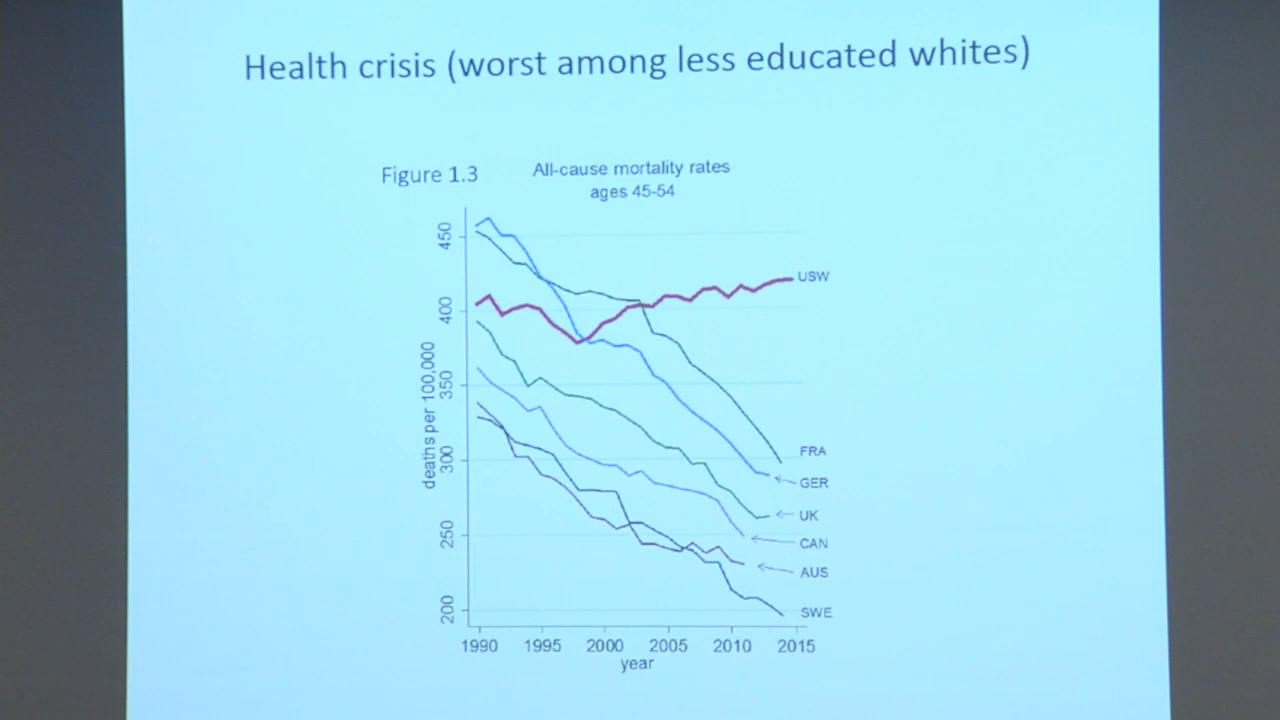 Health crisis (worst among less educated whites)
Figure 1.3
All-cause mortality rates
ages 45-54
deaths per 100,000
450
400
350
300
250
200
USW
FRA
GER
UK
CAN
AUS
SWE
1990 1995 2000 2005 2010 2015
year